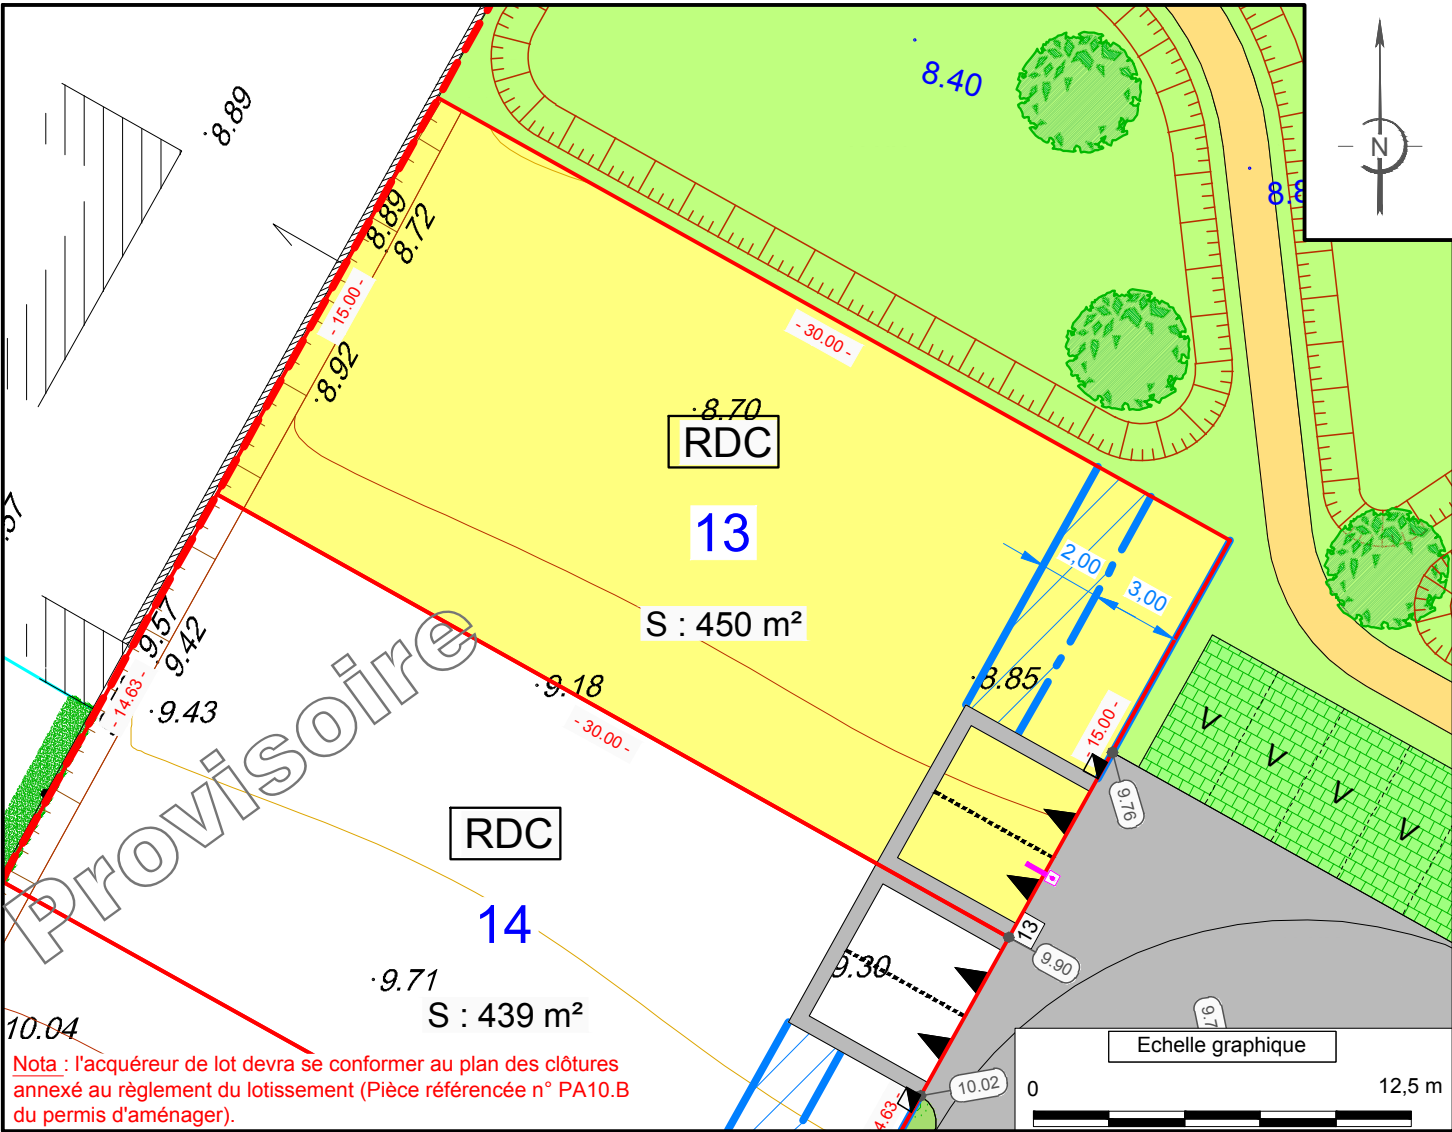 8.89
8.40
N
8.89
8.72
- 15.00 -
- 30.00 -
8.92
8.70
RDC
13
2,00
3,00
S : 450 m²
9.57
9.42
9.18
8.85
- 14.63 -
9.43
- 30.00 -
- 15.00 -
Provisoire
V
V
V
V
9.76
RDC
14
13
9.90
9.30
9.71
S : 439 m²
10.04
10.02
Echelle graphique
0 12,5 m
Nota : l'acquéreur de lot devra se conformer au plan des clôtures
annexé au règlement du lotissement (Pièce référencée n° PA10.B
du permis d'aménager).